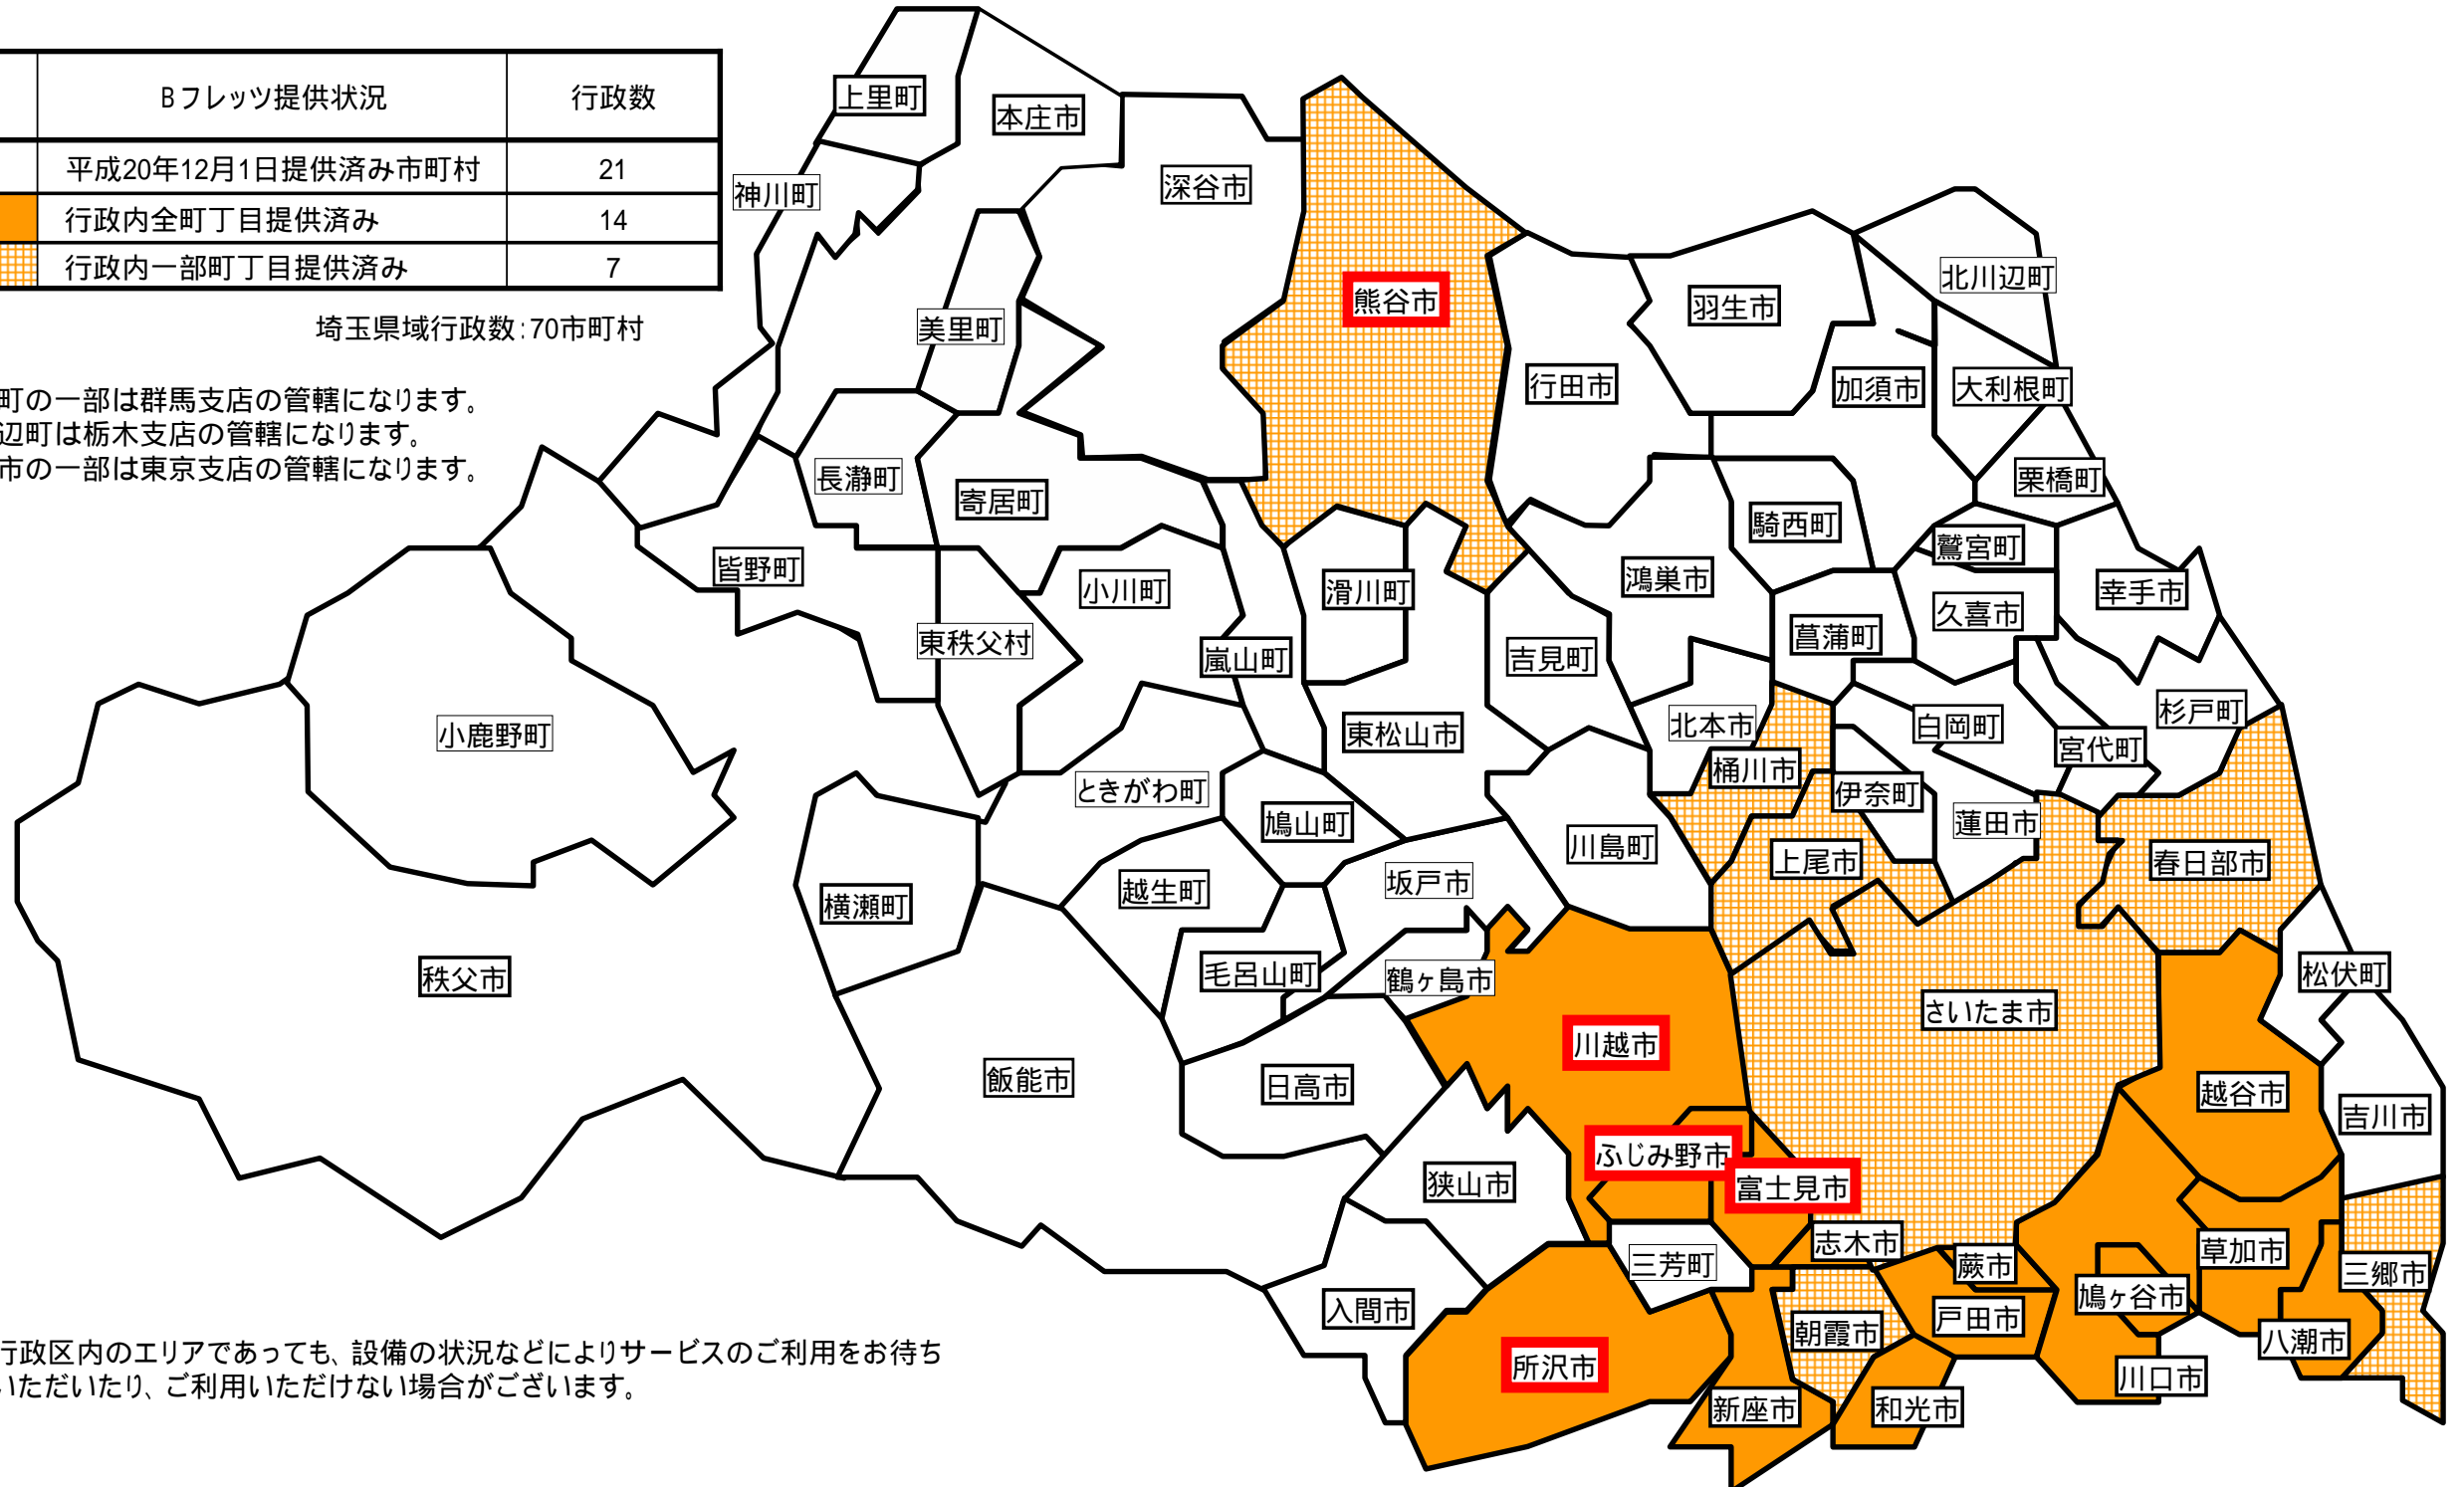 Bフレッツ提供状況 行政数
平成20年12月1日提供済み市町村 21
行政内全町丁目提供済み 14
行政内一部町丁目提供済み 7
埼玉県域行政数：70市町村
町の一部は群馬支店の管轄になります。
辺町は栃木支店の管轄になります。
市の一部は東京支店の管轄になります。
上里町
本庄市
神川町
深谷市
熊谷市
北川辺町
羽生市
美里町
行田市
加須市
大利根町
長瀞町
寄居町
栗橋町
騎西町
鷲宮町
皆野町
小川町
滑川町
鴻巣市
幸手市
久喜市
菖蒲町
東秩父村
嵐山町
吉見町
小鹿野町
東松山市
北本市
白岡町
杉戸町
宮代町
桶川市
ときがわ町
伊奈町
鳩山町
川島町
蓮田市
上尾市
春日部市
横瀬町
越生町
坂戸市
秩父市
毛呂山町
鶴ヶ島市
松伏町
さいたま市
川越市
飯能市
日高市
越谷市
吉川市
ふじみ野市
狭山市
富士見市
志木市
三芳町
蕨市
草加市
三郷市
鳩ヶ谷市
入間市
戸田市
朝霞市
八潮市
所沢市
川口市
新座市
和光市
行政区内のエリアであっても、設備の状況などによりサービスのご利用をお待ち
いただいたり、ご利用いただけない場合がございます。